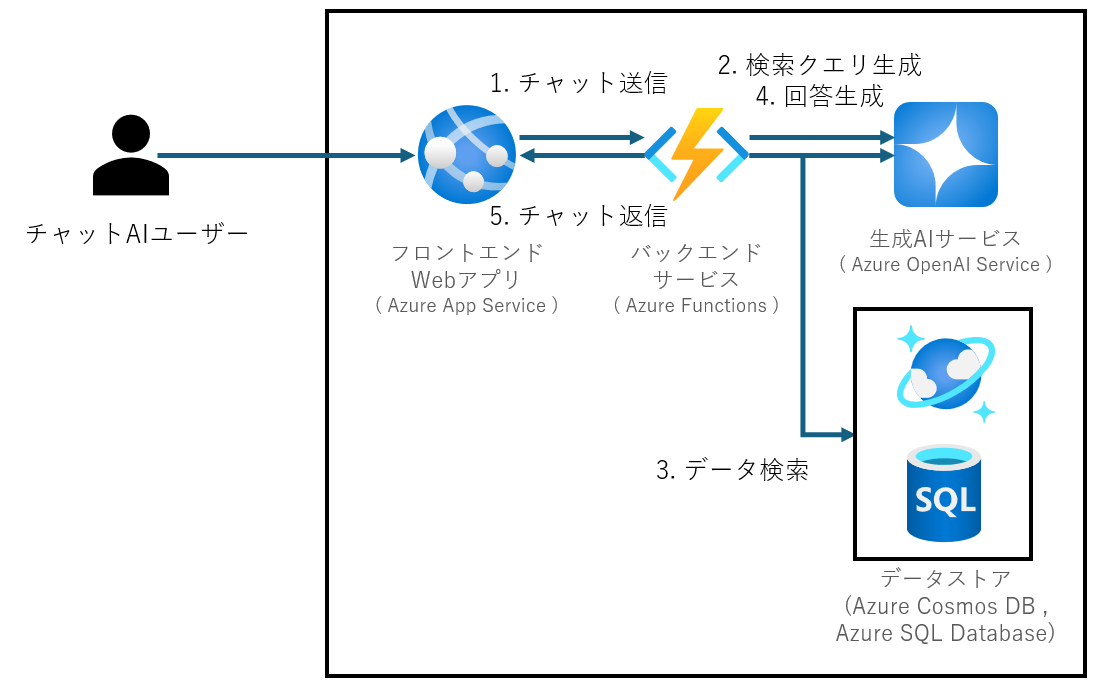 1. チャット送信
2. 検索クエリ生成
4. 回答生成
チャットAIユーザー
5. チャット返信
フロントエンド
Webアプリ
( Azure App Service )
バックエンド
サービス
( Azure Functions )
生成AIサービス
( Azure OpenAI Service )
3. データ検索
SQL
データストア
(Azure Cosmos DB ,
Azure SQL Database)